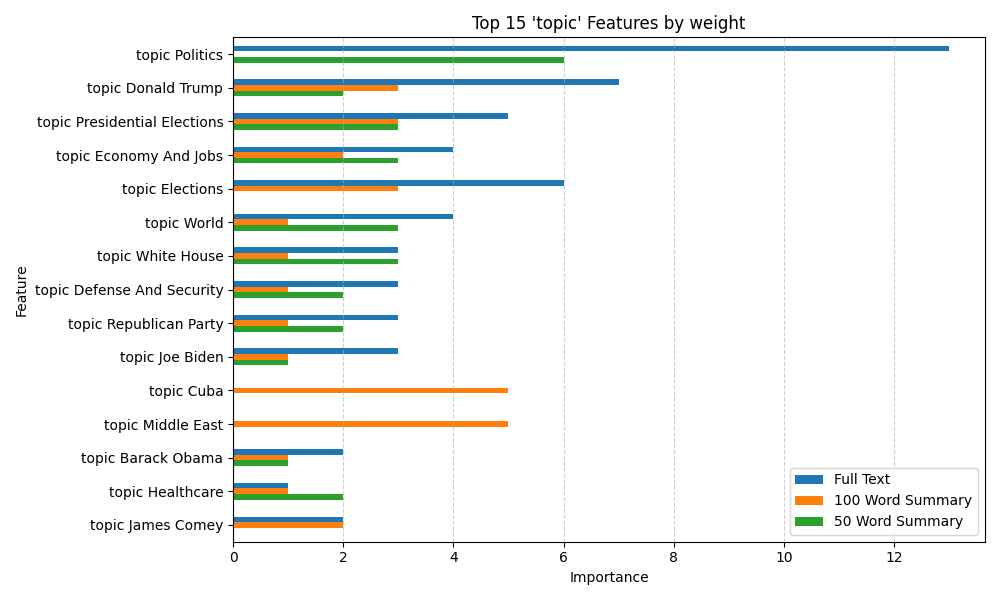 Top 15 'topic' Features by weight
Feature
topic Politics
topic Donald Trump
topic Presidential Elections
topic Economy And Jobs
topic Elections
topic World
topic White House
topic Defense And Security
topic Republican Party
topic Joe Biden
topic Cuba
topic Middle East
topic Barack Obama
topic Healthcare
topic James Comey
Full Text
100 Word Summary
50 Word Summary
0 2 4 6 8 10 12
Importance